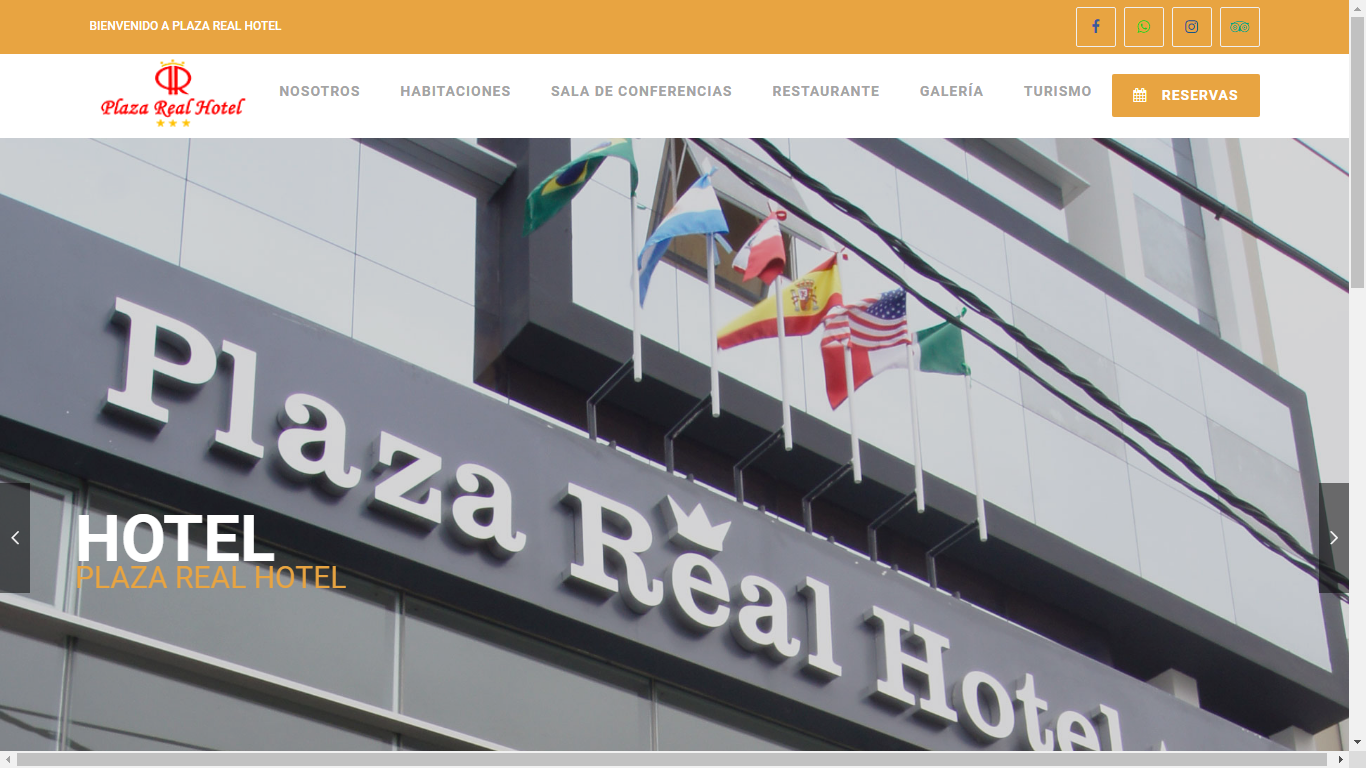 BIENVENIDO A PLAZA REAL HOTEL
Plaza Real Hotel
NOSOTROS
HABITACIONES
SALA DE CONFERENCIAS
RESTAURANTE
GALERÍA
TURISMO
RESERVAS
Plaza Real Hotel
HOTEL
PLAZA REAL HOTEL